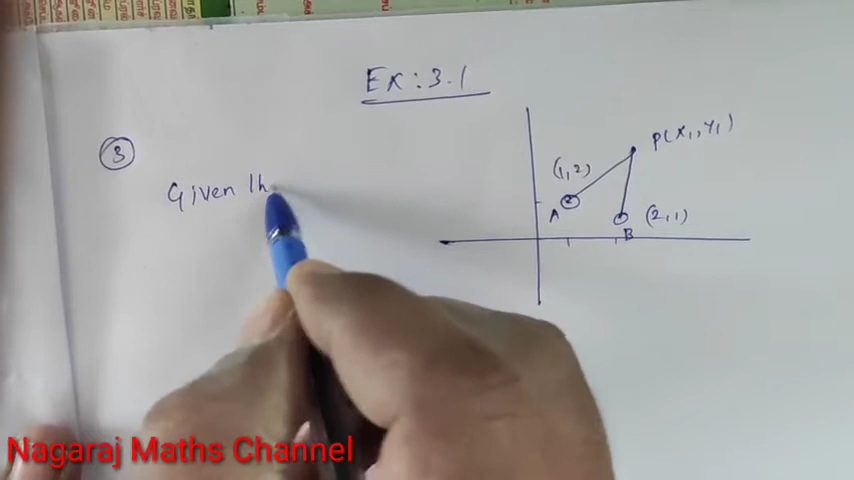 Ex: 3.1
3
Given th
P(x₁, y₁)
(1,2)
A
(2,1)
B
Nagaraj Maths Channel